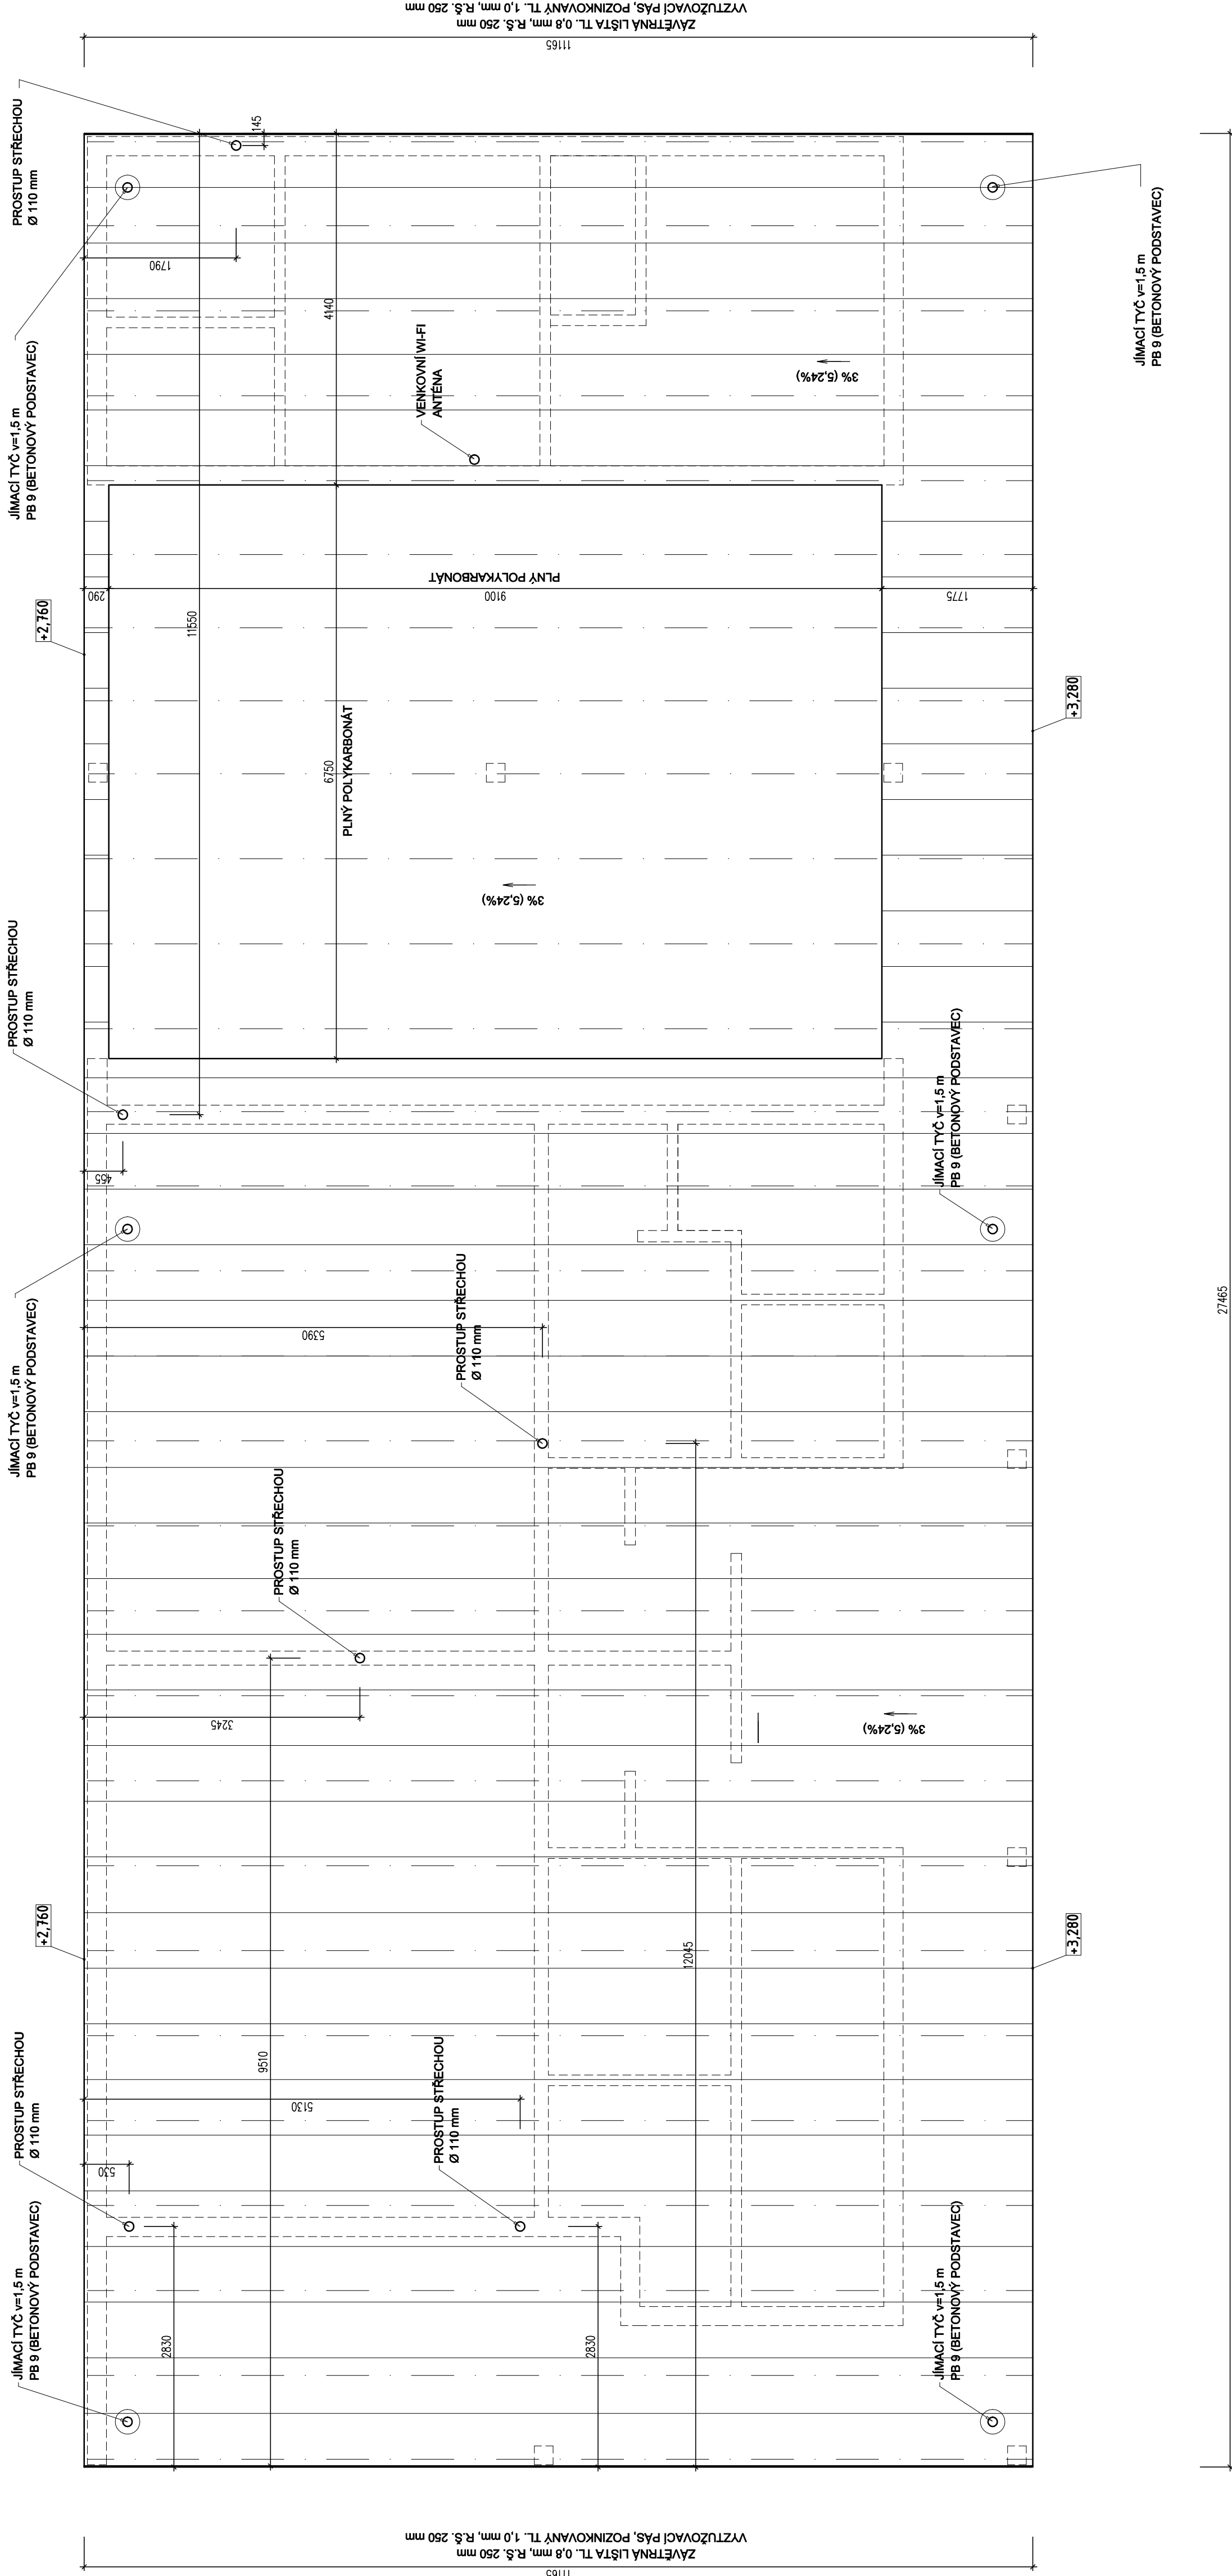 VYZTUŽOVACÍ PÁS, POZINKOVANÝ TL. 1,0 mm, R.Š. 250 mm
ZÁVĚTRNÁ LIŠTA TL. 0,8 mm, R.Š. 250 mm
11165
PROSTUP STŘECHOU
Ø 110 mm
145
1790
JÍMACÍ TYČ v=1,5 m
PB 9 (BETONOVÝ PODSTAVEC)
JÍMACÍ TYČ v=1,5 m
PB 9 (BETONOVÝ PODSTAVEC)
4140
VENKOVNÍ WI-FI
ANTÉNA
3% (5,24%)
+2,760
290
11550
PLNÝ POLYKARBONÁT
9100
1775
+3,280
6750
PLNÝ POLYKARBONÁT
3% (5,24%)
PROSTUP STŘECHOU
Ø 110 mm
455
JÍMACÍ TYČ v=1,5 m
PB 9 (BETONOVÝ PODSTAVEC)
JÍMACÍ TYČ v=1,5 m
PB 9 (BETONOVÝ PODSTAVEC)
27465
5390
PROSTUP STŘECHOU
Ø 110 mm
PROSTUP STŘECHOU
Ø 110 mm
3245
3% (5,24%)
+2,760
+3,280
12045
9510
5130
PROSTUP STŘECHOU
Ø 110 mm
PROSTUP STŘECHOU
Ø 110 mm
530
JÍMACÍ TYČ v=1,5 m
PB 9 (BETONOVÝ PODSTAVEC)
2830
2830
JÍMACÍ TYČ v=1,5 m
PB 9 (BETONOVÝ PODSTAVEC)
VYZTUŽOVACÍ PÁS, POZINKOVANÝ TL. 1,0 mm, R.Š. 250 mm
ZÁVĚTRNÁ LIŠTA TL. 0,8 mm, R.Š. 250 mm
11165